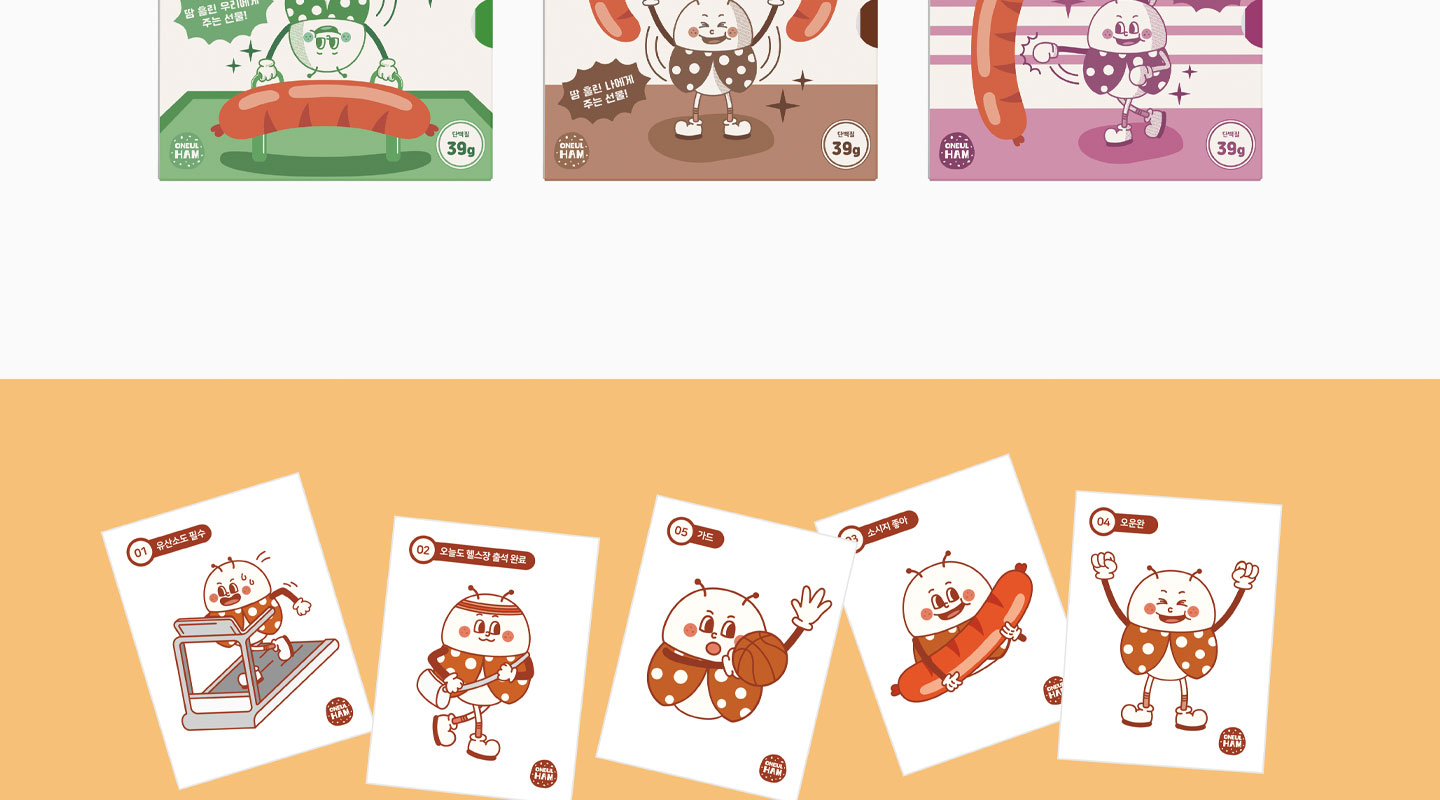 땀 흘린 우리에게
주는 선물!
ONEUL
HAM
단백질
39g
땀 흘린 나에게
주는 선물!
ONEUL
HAM
단백질
39g
ONEUL
HAM
단백질
39g
01 유산소도 필수
ONEUL
HAM
02 오늘도 헬스장 출석 완료
ONEUL
HAM
05 가드
ONEUL
HAM
소시지 좋아
ONEUL
HAM
04 오운완
ONEUL
HAM